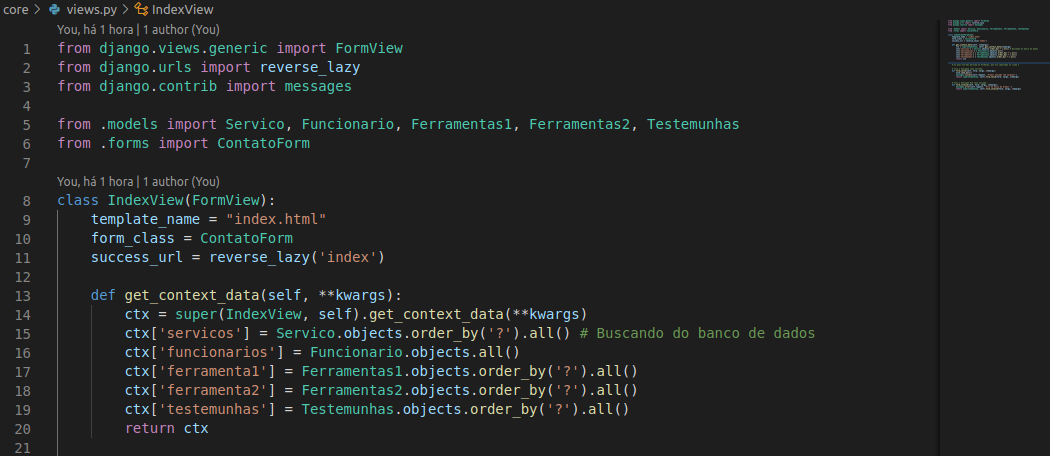 core > views.py > IndexView
You, há 1 hora | 1 author (You)
1 from django.views.generic import FormView
2 from django.urls import reverse_lazy
3 from django.contrib import messages
4
5 from .models import Servico, Funcionario, Ferramentas1, Ferramentas2, Testemunhas
6 from .forms import ContatoForm
7
You, há 1 hora | 1 author (You)
8 class IndexView(FormView):
9     template_name = "index.html"
10     form_class = ContatoForm
11     success_url = reverse_lazy('index')
12
13     def get_context_data(self, **kwargs):
14         ctx = super(IndexView, self).get_context_data(**kwargs)
15         ctx['servicos'] = Servico.objects.order_by('?').all() # Buscando do banco de dados
16         ctx['funcionarios'] = Funcionario.objects.all()
17         ctx['ferramenta1'] = Ferramentas1.objects.order_by('?').all()
18         ctx['ferramenta2'] = Ferramentas2.objects.order_by('?').all()
19         ctx['testemunhas'] = Testemunhas.objects.order_by('?').all()
20         return ctx
21